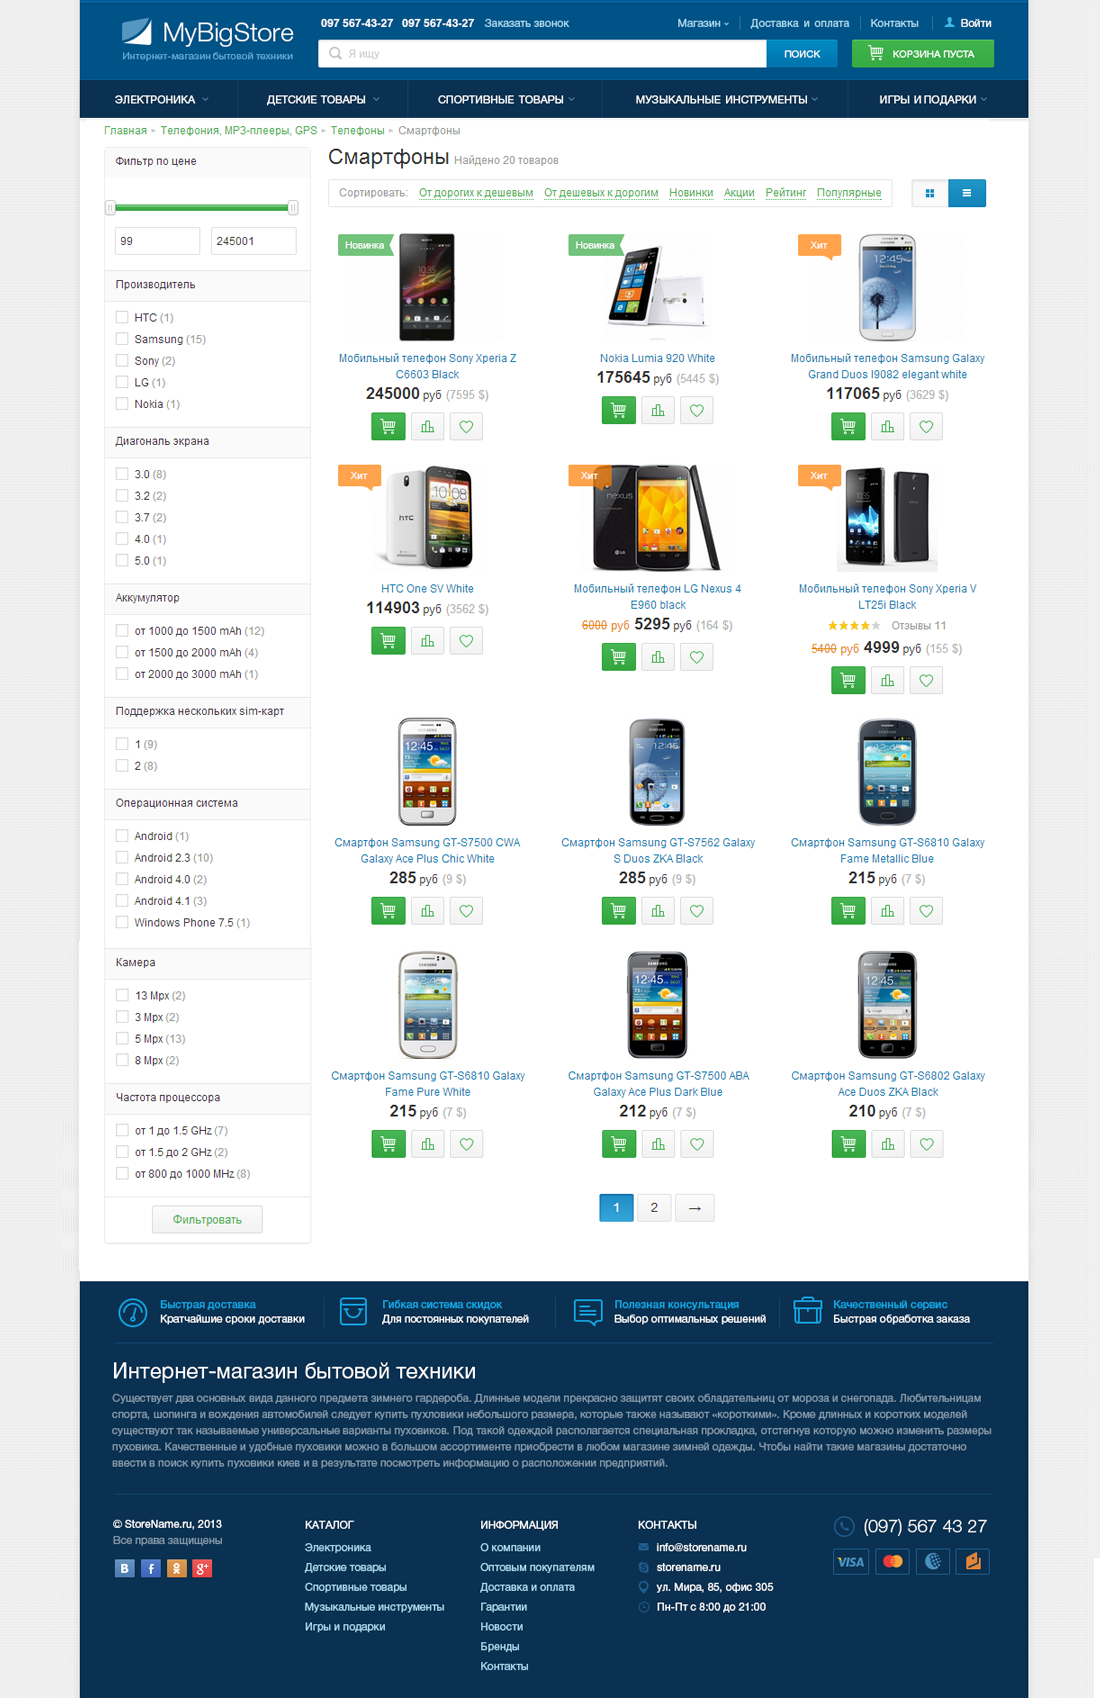 097 567-43-27 097 567-43-27 Заказать звонок Магазин Доставка и оплата Контакты Войти
MyBigStore
Интернет-магазин бытовой техники
Я ищу ПОИСК КОРЗИНА ПУСТА
ЭЛЕКТРОНИКА ДЕТСКИЕ ТОВАРЫ СПОРТИВНЫЕ ТОВАРЫ МУЗЫКАЛЬНЫЕ ИНСТРУМЕНТЫ ИГРЫ И ПОДАРКИ
Главная Телефония, MP3-плееры, GPS Телефоны Смартфоны
Фильтр по цене
99 245001
Производитель
HTC (1)
Samsung (15)
Sony (2)
LG (1)
Nokia (1)
Диагональ экрана
3.0 (8)
3.2 (2)
3.7 (2)
4.0 (1)
5.0 (1)
Аккумулятор
от 1000 до 1500 mAh (12)
от 1500 до 2000 mAh (4)
от 2000 до 3000 mAh (1)
Поддержка нескольких sim-карт
1 (9)
2 (8)
Операционная система
Android (1)
Android 2.3 (10)
Android 4.0 (2)
Android 4.1 (3)
Windows Phone 7.5 (1)
Камера
13 Mpx (2)
3 Mpx (2)
5 Mpx (13)
8 Mpx (2)
Частота процессора
от 1 до 1.5 GHz (7)
от 1.5 до 2 GHz (2)
от 800 до 1000 MHz (8)
Фильтровать
Смартфоны Найдено 20 товаров
Сортировать: От дорогих к дешевым От дешевых к дорогим Новинки Акции Рейтинг Популярные
Новинка
Мобильный телефон Sony Xperia Z
C6603 Black
245000 руб (7595 $)
Новинка
Nokia Lumia 920 White
175645 руб (5445 $)
Хит
12:45
Мобильный телефон Samsung Galaxy
Grand Duos I9082 elegant white
117065 руб (3629 $)
Хит
hTC
10:08
HTC One SV White
114903 руб (3562 $)
Хит
nexus
LG
Мобильный телефон LG Nexus 4
E960 black
6000 руб 5295 руб (164 $)
Хит
Мобильный телефон Sony Xperia V
LT25i Black
Отзывы 11
5400 руб 4999 руб (155 $)
12:45
Смартфон Samsung GT-S7500 CWA
Galaxy Ace Plus Chic White
285 руб (9 $)
12:45
Смартфон Samsung GT-S7562 Galaxy
S Duos ZKA Black
285 руб (9 $)
12:45
Смартфон Samsung GT-S6810 Galaxy
Fame Metallic Blue
215 руб (7 $)
12:45
Смартфон Samsung GT-S6810 Galaxy
Fame Pure White
215 руб (7 $)
12:45
Смартфон Samsung GT-S7500 ABA
Galaxy Ace Plus Dark Blue
212 руб (7 $)
12:45
Смартфон Samsung GT-S6802 Galaxy
Ace Duos ZKA Black
210 руб (7 $)
1 2 →
Быстрая доставка
Кратчайшие сроки доставки
Гибкая система скидок
Для постоянных покупателей
Полезная консультация
Выбор оптимальных решений
Качественный сервис
Быстрая обработка заказа
Интернет-магазин бытовой техники
Существует два основных вида данного предмета зимнего гардероба. Длинные модели прекрасно защитят своих обладательниц от мороза и снегопада. Любительницам
спорта, шопинга и вождения автомобилей следует купить пухловики небольшого размера, которые также называют «короткими». Кроме длинных и коротких моделей
существуют так называемые универсальные варианты пуховиков. Под такой одеждой располагается специальная прокладка, отстегнув которую можно изменить размеры
пуховика. Качественные и удобные пуховики можно в большом ассортименте приобрести в любом магазине зимней одежды. Чтобы найти такие магазины достаточно
ввести в поиск купить пуховики киев и в результате посмотреть информацию о расположении предприятий.
© StoreName.ru, 2013
Все права защищены
B f g+
КАТАЛОГ
Электроника
Детские товары
Спортивные товары
Музыкальные инструменты
Игры и подарки
ИНФОРМАЦИЯ
О компании
Оптовым покупателям
Доставка и оплата
Гарантии
Новости
Бренды
Контакты
КОНТАКТЫ
info@storename.ru
storename.ru
ул. Мира, 85, офис 305
Пн-Пт с 8:00 до 21:00
(097) 567 43 27
VISA